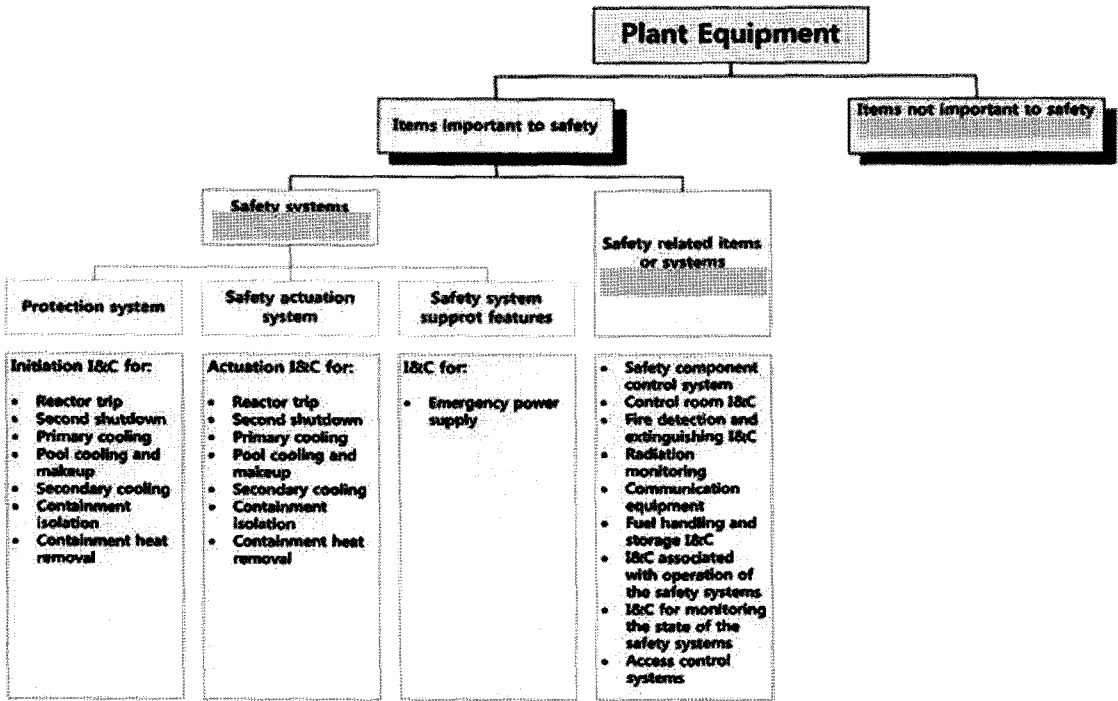 Plant Equipment
Items important to safety
Items not important to safety
Safety systems
Safety related items
or systems
Protection system
Safety actuation
system
Safety system
supprot features
Initiation I&C for:
• Reactor trip
• Second shutdown
• Primary cooling
• Pool cooling and
makeup
• Secondary cooling
• Containment
isolation
• Containment heat
removal
Actuation I&C for:
• Reactor trip
• Second shutdown
• Primary cooling
• Pool cooling and
makeup
• Secondary cooling
• Containment
isolation
• Containment heat
removal
I&C for:
• Emergency power
supply
• Safety component
control system
• Control room I&C
• Fire detection and
extinguishing I&C
• Radiation
monitoring
• Communication
equipment
• Fuel handling and
storage I&C
• I&C associated
with operation of
the safety systems
• I&C for monitoring
the state of the
safety systems
• Access control
systems